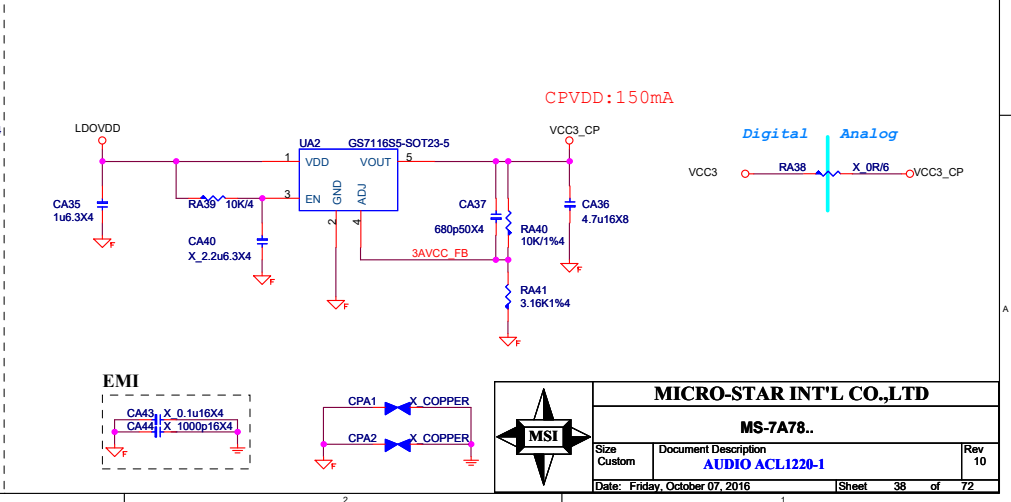 CPVDD:150mA
LDOVDD
UA2 GS7116S5-SOT23-5
VCC3_CP
Digital Analog
1 VDD VOUT 5
VCC3 RA38 X_0R/6 VCC3_CP
3 EN GND ADJ
2 4
CA35
1u6.3X4
F
RA39 10K/4
CA40
X_2.2u6.3X4
F
CA37
680p50X4
RA40
10K/1%4
CA36
4.7u16X8
F
3AVCC_FB
RA41
3.16K1%4
F
F
A
EMI
CA43 X_0.1u16X4
CA44 X_1000p16X4
F
CPA1 X_COPPER
CPA2 X_COPPER
F
MSI
MICRO-STAR INT'L CO.,LTD
MS-7A78..
Size Document Description Rev
Custom AUDIO ACL1220-1 10
Date: Friday, October 07, 2016 Sheet 38 of 72
2 1